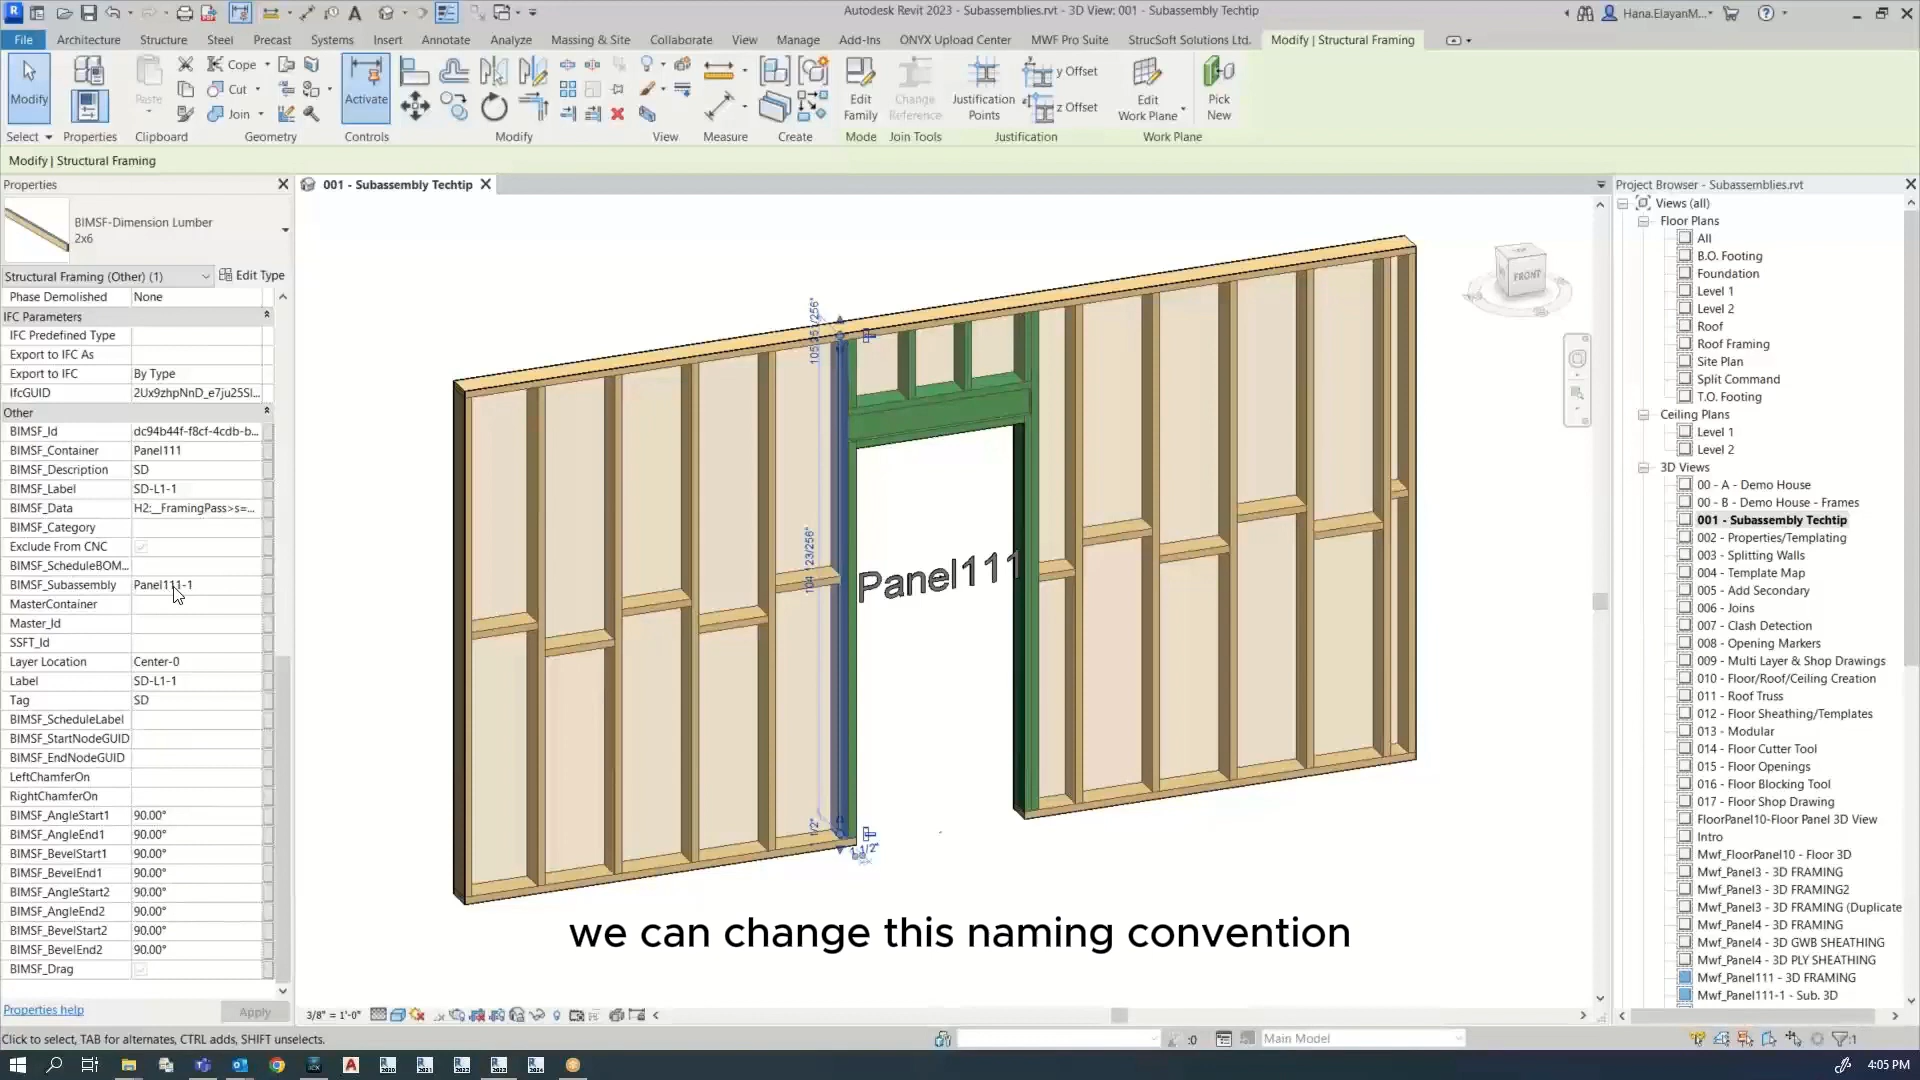 Autodesk Revit 2023 - Subassemblies.rvt - 3D View: 001 - Subassembly Techtip
Hana.ElayanM...
File Architecture Structure Steel Precast Systems Insert Annotate Analyze Massing & Site Collaborate View Manage Add-Ins ONYX Upload Center MWF Pro Suite StrucSoft Solutions Ltd. Modify | Structural Framing
Modify
Paste
Cope
Cut
Join
Activate
Edit
Family
Change
Reference
Justification
Points
y Offset
z Offset
Edit
Work Plane
Pick
New
Select Properties Clipboard Geometry Controls Modify View Measure Create Mode Join Tools Justification Work Plane
Modify | Structural Framing
Properties
BIMSF-Dimension Lumber
2x6
Structural Framing (Other) (1) Edit Type
Phase Demolished None
IFC Parameters
IFC Predefined Type
Export to IFC As
Export to IFC By Type
IfcGUID 2Ux9zhpNnD_e7ju25Sl...
Other
BIMSF_Id dc94b44f-f8cf-4cdb-b...
BIMSF_Container Panel111
BIMSF_Description SD
BIMSF_Label SD-L1-1
BIMSF_Data H2:__FramingPass>s=...
BIMSF_Category
Exclude From CNC
BIMSF_ScheduleBOM...
BIMSF_Subassembly Panel111-1
MasterContainer
Master_Id
SSFT_Id
Layer Location Center-0
Label SD-L1-1
Tag SD
BIMSF_ScheduleLabel
BIMSF_StartNodeGUID
BIMSF_EndNodeGUID
LeftChamferOn
RightChamferOn
BIMSF_AngleStart1 90.00°
BIMSF_AngleEnd1 90.00°
BIMSF_BevelStart1 90.00°
BIMSF_BevelEnd1 90.00°
BIMSF_AngleStart2 90.00°
BIMSF_AngleEnd2 90.00°
BIMSF_BevelStart2 90.00°
BIMSF_BevelEnd2 90.00°
BIMSF_Drag
Properties help
Apply
001 - Subassembly Techtip
FRONT
Panel111
1/2"
1 1/2"
we can change this naming convention
3/8" = 1'-0"
Project Browser - Subassemblies.rvt
Views (all)
Floor Plans
All
B.O. Footing
Foundation
Level 1
Level 2
Roof
Roof Framing
Site Plan
Split Command
T.O. Footing
Ceiling Plans
Level 1
Level 2
3D Views
00 - A - Demo House
00 - B - Demo House - Frames
001 - Subassembly Techtip
002 - Properties/Templating
003 - Splitting Walls
004 - Template Map
005 - Add Secondary
006 - Joins
007 - Clash Detection
008 - Opening Markers
009 - Multi Layer & Shop Drawings
010 - Floor/Roof/Ceiling Creation
011 - Roof Truss
012 - Floor Sheathing/Templates
013 - Modular
014 - Floor Cutter Tool
015 - Floor Openings
016 - Floor Blocking Tool
017 - Floor Shop Drawing
FloorPanel10-Floor Panel 3D View
Intro
Mwf_FloorPanel10 - Floor 3D
Mwf_Panel3 - 3D FRAMING
Mwf_Panel3 - 3D FRAMING2
Mwf_Panel3 - 3D FRAMING (Duplicate
Mwf_Panel4 - 3D FRAMING
Mwf_Panel4 - 3D GWB SHEATHING
Mwf_Panel4 - 3D PLY SHEATHING
Mwf_Panel111 - 3D FRAMING
Mwf_Panel111-1 - Sub. 3D
Click to select, TAB for alternates, CTRL adds, SHIFT unselects.
:0
Main Model
:1
4:05 PM